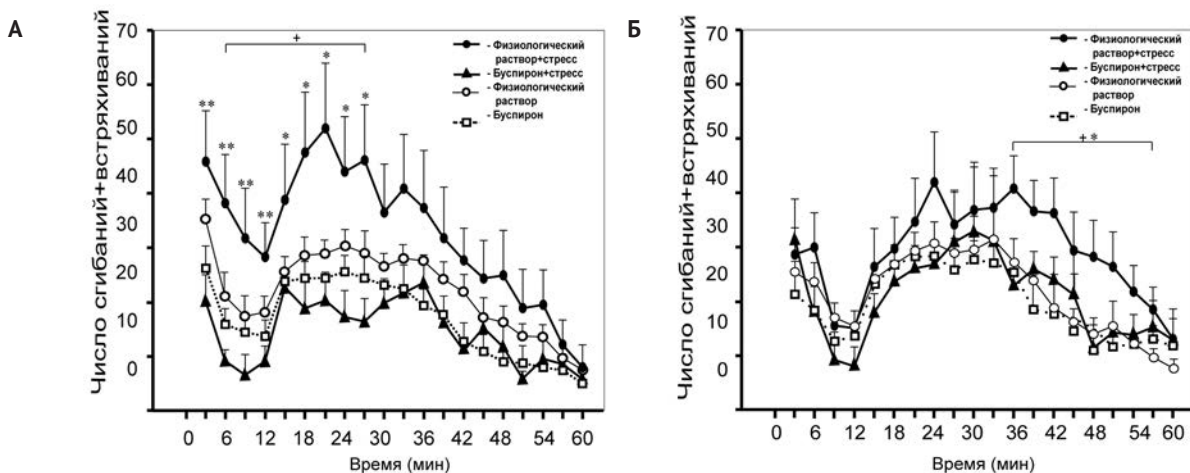 А
Число сгибаний+встряхиваний
70
60
50
40
30
20
10
0
+
** ** ** ** * * * * *
- Физиологический
раствор+стресс
- Буспирон+стресс
- Физиологический
раствор
- Буспирон
0 6 12 18 24 30 36 42 48 54 60
Время (мин)
Б
Число сгибаний+встряхиваний
70
60
50
40
30
20
10
0
- Физиологический
раствор+стресс
- Буспирон+стресс
- Физиологический
раствор
- Буспирон
+ *
0 6 12 18 24 30 36 42 48 54 60
Время (мин)